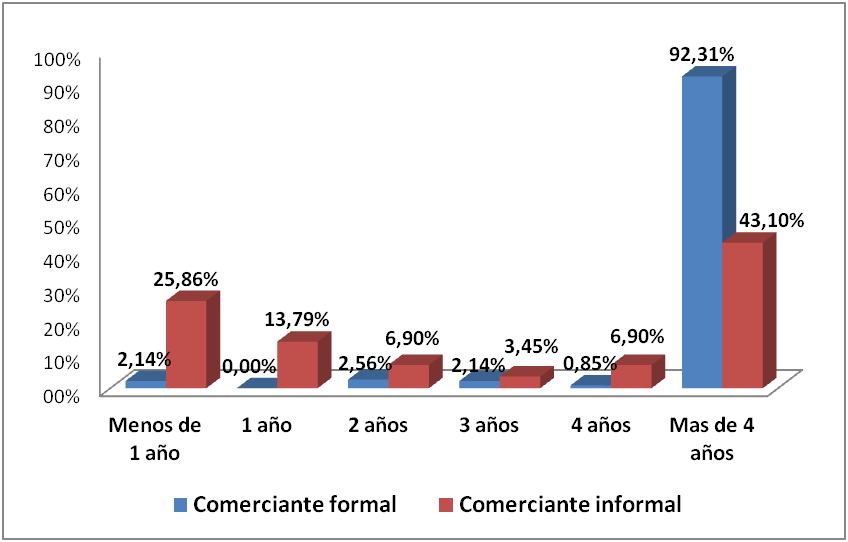 100%
90%
80%
70%
60%
50%
40%
30%
20%
10%
00%
2,14%
25,86%
0,00%
13,79%
2,56%
6,90%
2,14%
3,45%
0,85%
6,90%
92,31%
43,10%
Menos de
1 año
1 año
2 años
3 años
4 años
Mas de 4
años
Comerciante formal
Comerciante informal